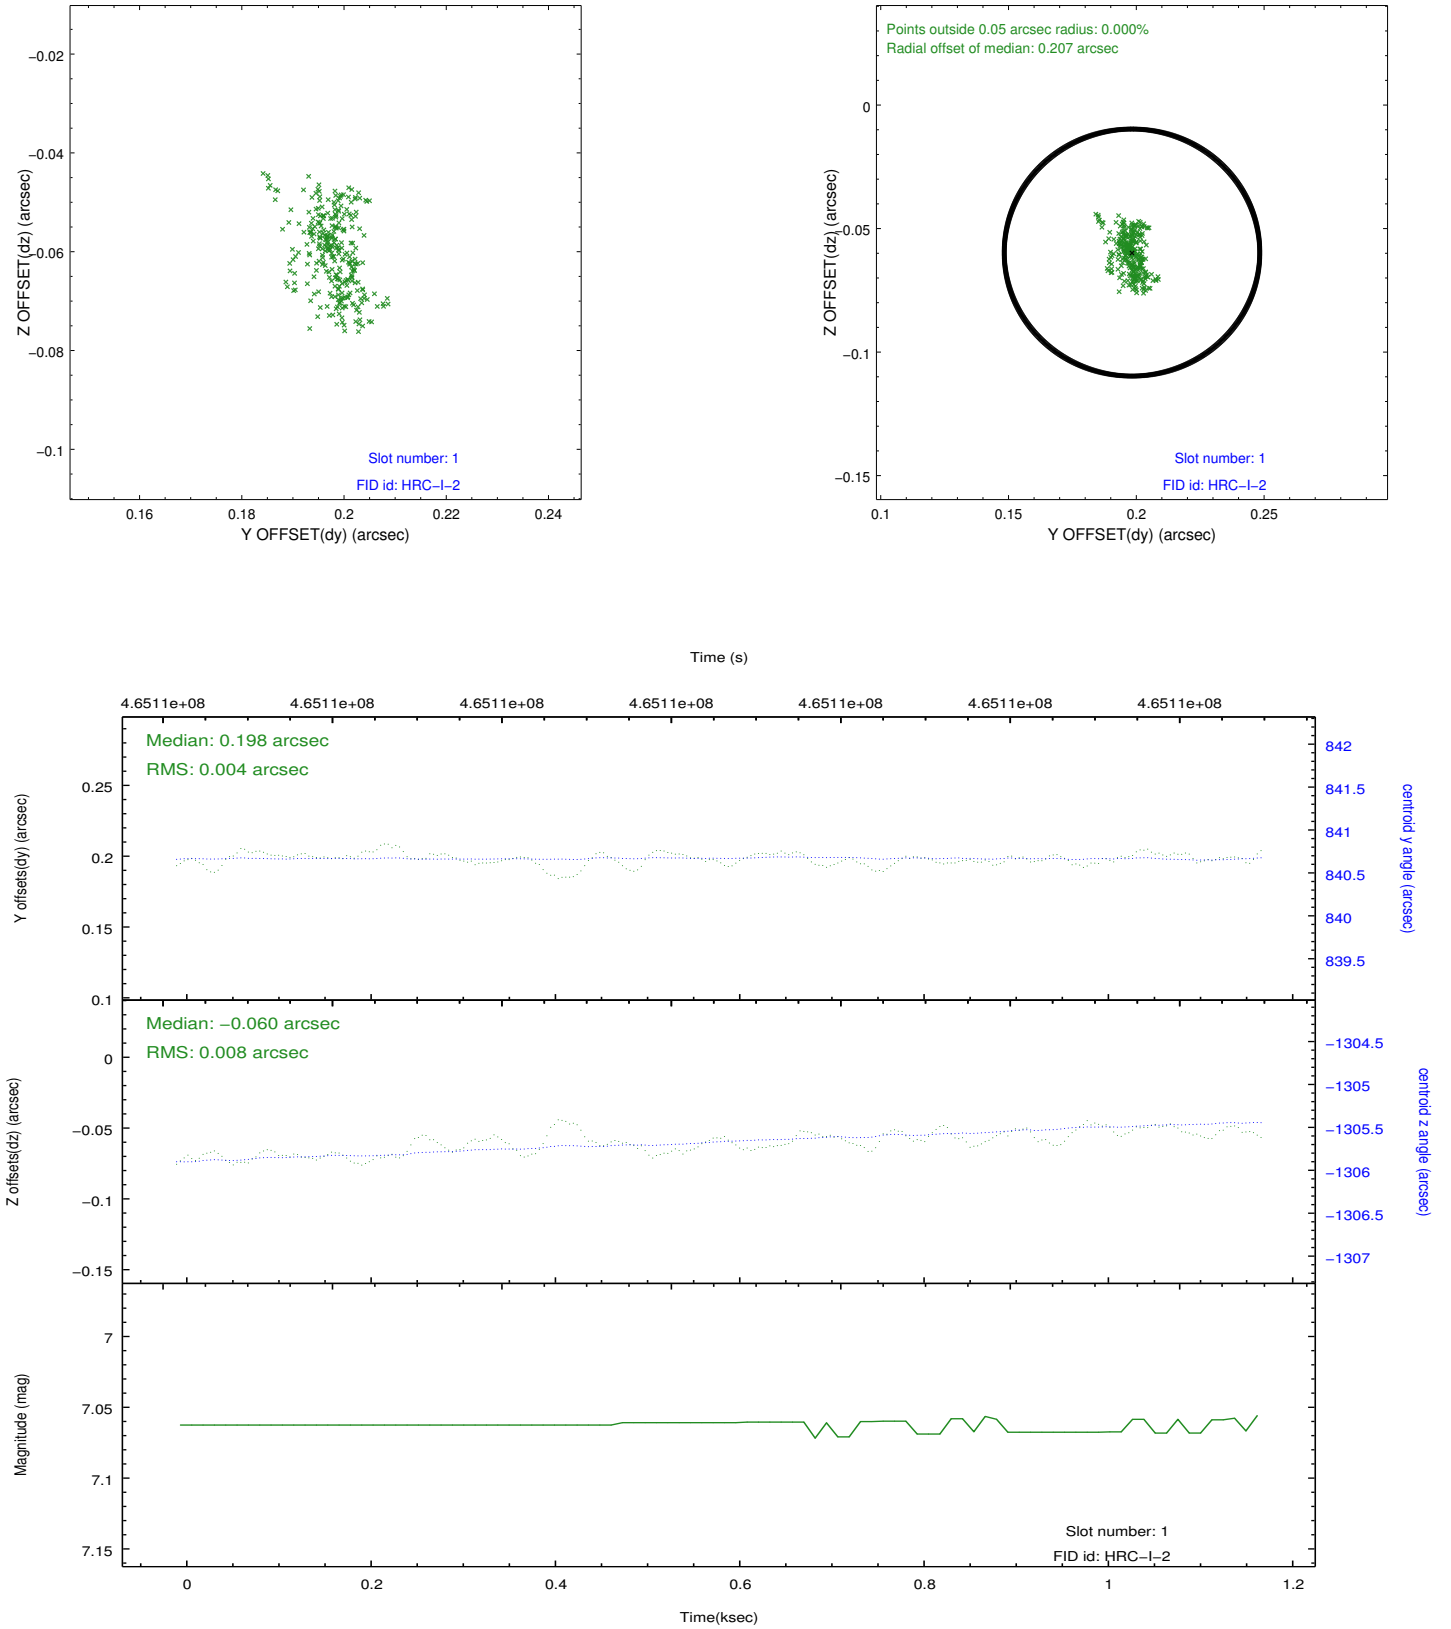 −0.02
−0.04
−0.06
−0.08
−0.1
Z OFFSET(dz) (arcsec)
Slot number: 1
FID id: HRC−I−2
0.16 0.18 0.2 0.22 0.24
Y OFFSET(dy) (arcsec)
Points outside 0.05 arcsec radius: 0.000%
Radial offset of median: 0.207 arcsec
0
−0.05
−0.1
−0.15
Z OFFSET(dz) (arcsec)
Slot number: 1
FID id: HRC−I−2
0.1 0.15 0.2 0.25
Y OFFSET(dy) (arcsec)
Time (s)
4.6511e+08 4.6511e+08 4.6511e+08 4.6511e+08 4.6511e+08 4.6511e+08 4.6511e+08
Median: 0.198 arcsec
RMS: 0.004 arcsec
0.25
0.2
0.15
0.1
Y offsets(dy) (arcsec)
842
841.5
841
840.5
840
839.5
centroid y angle (arcsec)
Median: −0.060 arcsec
RMS: 0.008 arcsec
0
−0.05
−0.1
−0.15
Z offsets(dz) (arcsec)
−1304.5
−1305
−1305.5
−1306
−1306.5
−1307
centroid z angle (arcsec)
7
7.05
7.1
7.15
Magnitude (mag)
Slot number: 1
FID id: HRC−I−2
0 0.2 0.4 0.6 0.8 1 1.2
Time(ksec)